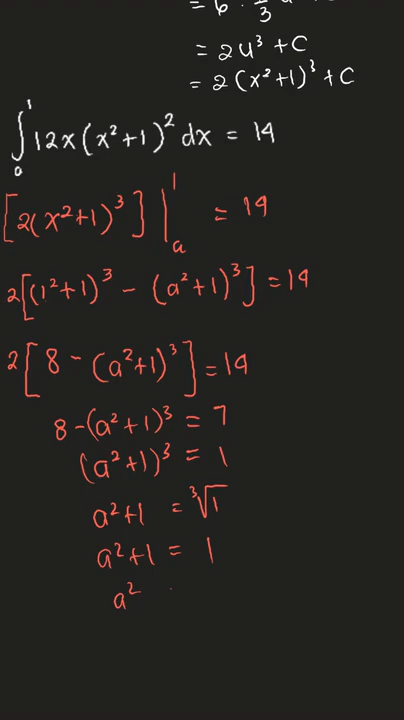 = 6 · 1/3 u
= 2u³ + C
= 2(x²+1)³ + C
∫ₐ¹ 12x(x²+1)² dx = 14
[2(x²+1)³] |ₐ¹ = 14
2[(1²+1)³ − (a²+1)³] = 14
2[8 − (a²+1)³] = 14
8 − (a²+1)³ = 7
(a²+1)³ = 1
a²+1 = ³√1
a²+1 = 1
a²